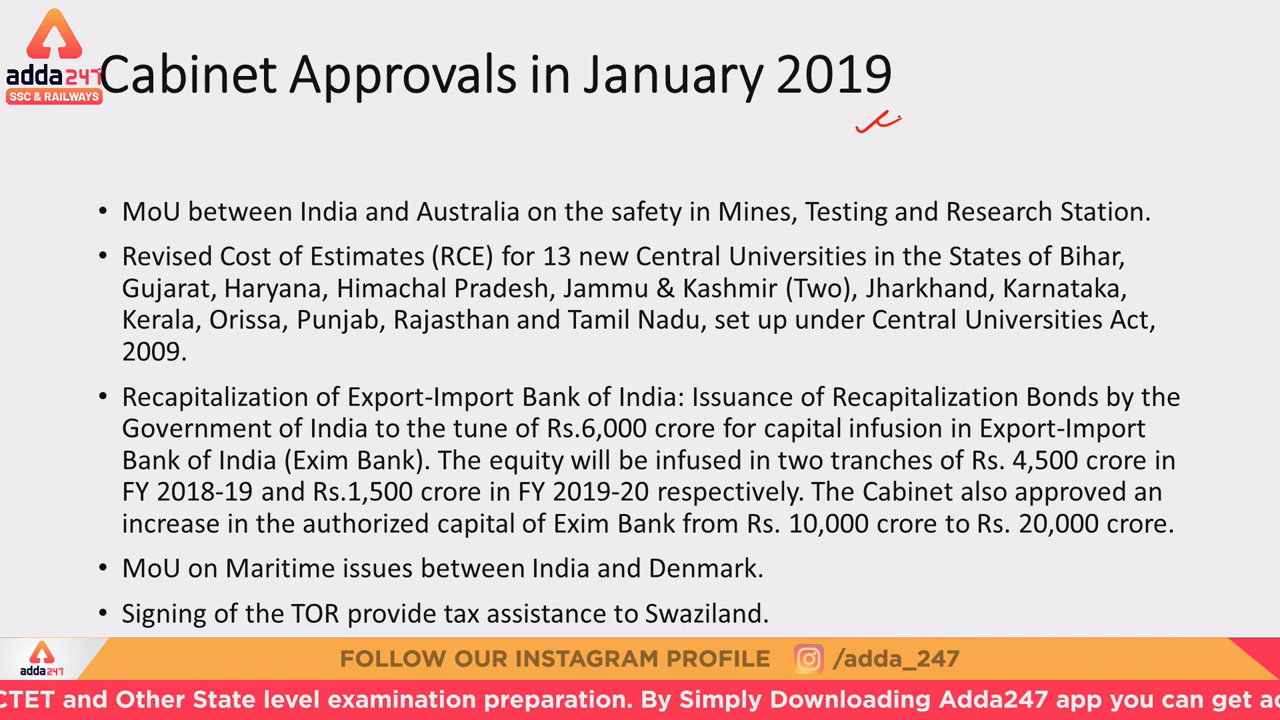 adda247
SSC & RAILWAYS
Cabinet Approvals in January 2019
• MoU between India and Australia on the safety in Mines, Testing and Research Station.
• Revised Cost of Estimates (RCE) for 13 new Central Universities in the States of Bihar,
Gujarat, Haryana, Himachal Pradesh, Jammu & Kashmir (Two), Jharkhand, Karnataka,
Kerala, Orissa, Punjab, Rajasthan and Tamil Nadu, set up under Central Universities Act,
2009.
• Recapitalization of Export-Import Bank of India: Issuance of Recapitalization Bonds by the
Government of India to the tune of Rs.6,000 crore for capital infusion in Export-Import
Bank of India (Exim Bank). The equity will be infused in two tranches of Rs. 4,500 crore in
FY 2018-19 and Rs.1,500 crore in FY 2019-20 respectively. The Cabinet also approved an
increase in the authorized capital of Exim Bank from Rs. 10,000 crore to Rs. 20,000 crore.
• MoU on Maritime issues between India and Denmark.
• Signing of the TOR provide tax assistance to Swaziland.
adda247
FOLLOW OUR INSTAGRAM PROFILE /adda_247
CTET and Other State level examination preparation. By Simply Downloading Adda247 app you can get